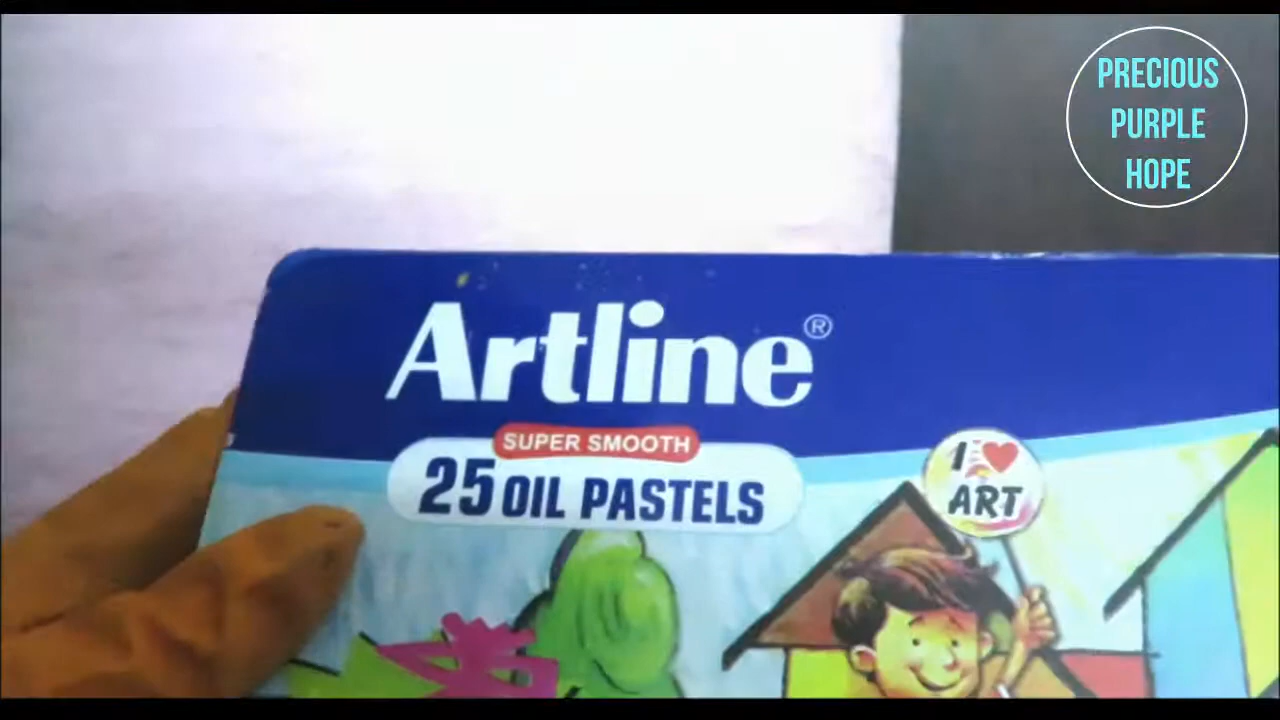 PRECIOUS
PURPLE
HOPE
Artline®
SUPER SMOOTH
25 OIL PASTELS
I ❤ ART